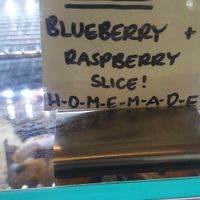 BLUEBERRY +
RASPBERRY
SLICE!
H-O-M-E-M-A-D-E